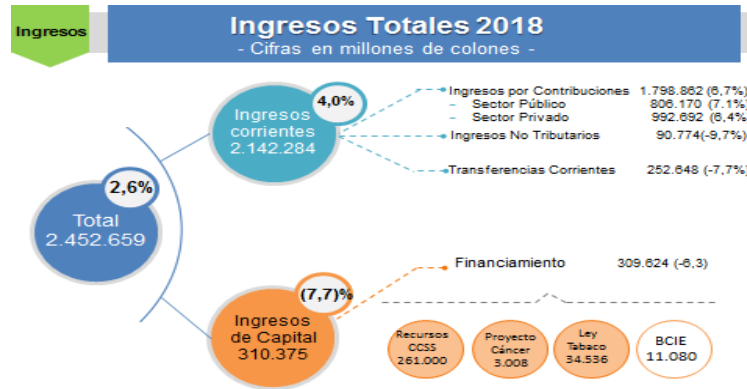 Ingresos
Ingresos Totales 2018
- Cifras en millones de colones -
4,0%
Ingresos
corrientes
2.142.284
Ingresos por Contribuciones 1.798.862 (6,7%)
– Sector Público 806.170 (7.1%)
– Sector Privado 992.692 (6,4%)
Ingresos No Tributarios 90.774(-9,7%)
Transferencias Corrientes 252.648 (-7,7%)
2,6%
Total
2.452.659
Financiamiento 309.624 (-6,3)
(7,7)%
Ingresos
de Capital
310.375
Recursos
CCSS
261.000
Proyecto
Cáncer
3.008
Ley
Tabaco
34.536
BCIE
11.080